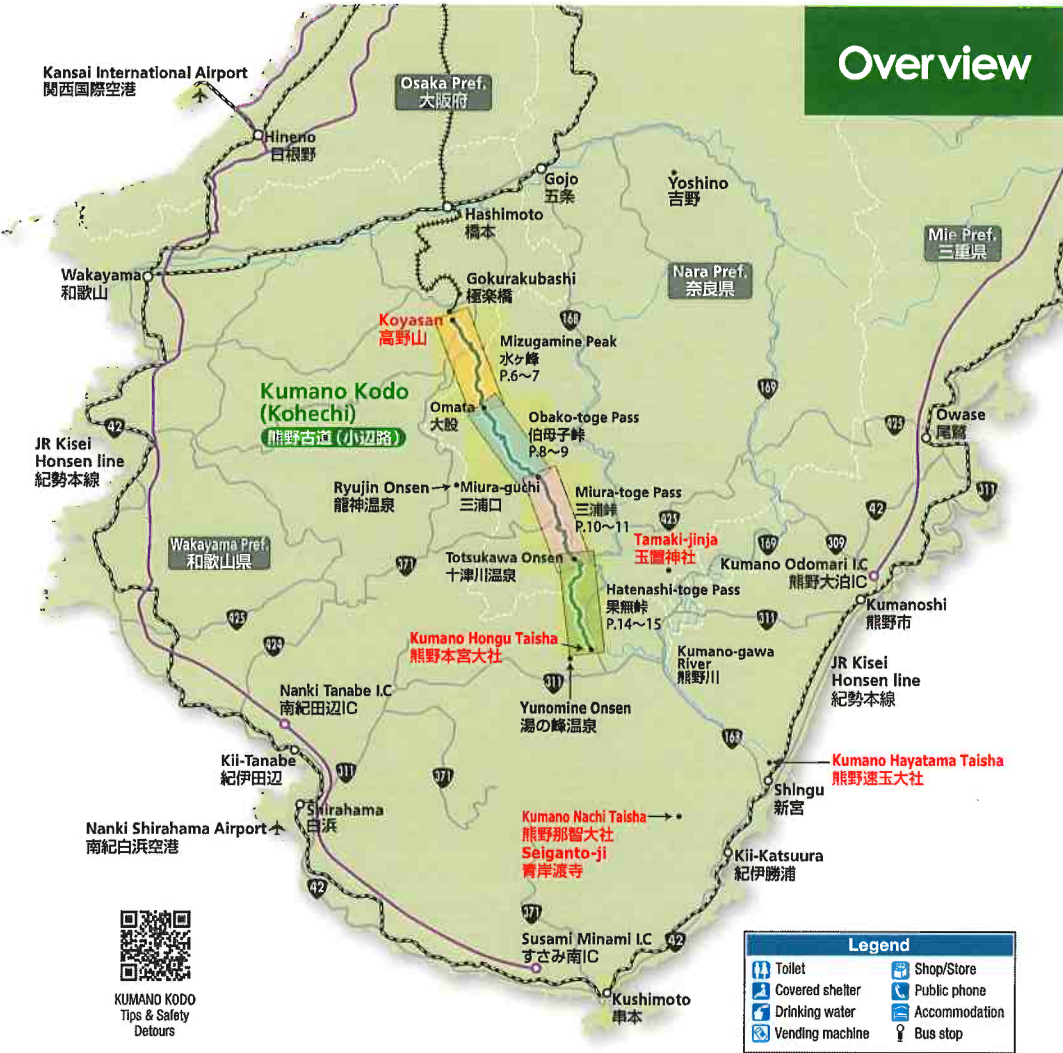 Overview
Kansai International Airport
関西国際空港
Osaka Pref.
大阪府
Hineno
日根野
Gojo
五条
Yoshino
吉野
Hashimoto
橋本
Mie Pref.
三重県
Wakayama
和歌山
Nara Pref.
奈良県
Gokurakubashi
極楽橋
Koyasan
高野山
168
Mizugamine Peak
水ヶ峰
P.6～7
169
Kumano Kodo
(Kohechi)
熊野古道(小辺路)
Omata
大股
Obako-toge Pass
伯母子峠
P.8～9
Owase
尾鷲
425
42
JR Kisei
Honsen line
紀勢本線
Ryujin Onsen
龍神温泉
Miura-guchi
三浦口
Miura-toge Pass
三浦峠
P.10～11
311
42
425
Wakayama Pref.
和歌山県
Tamaki-jinja
玉置神社
169
309
Totsukawa Onsen
十津川温泉
371
Kumano Odomari I.C
熊野大泊IC
Hatenashi-toge Pass
果無峠
P.14～15
Kumanoshi
熊野市
425
424
311
Kumano Hongu Taisha
熊野本宮大社
Kumano-gawa
River
熊野川
JR Kisei
Honsen line
紀勢本線
311
Nanki Tanabe I.C
南紀田辺IC
Yunomine Onsen
湯の峰温泉
168
Kii-Tanabe
紀伊田辺
311
371
Kumano Hayatama Taisha
熊野速玉大社
Shingu
新宮
Shirahama
白浜
Nanki Shirahama Airport
南紀白浜空港
Kumano Nachi Taisha
熊野那智大社
Seiganto-ji
青岸渡寺
Kii-Katsuura
紀伊勝浦
42
371
42
Susami Minami I.C
すさみ南IC
Kushimoto
串本
KUMANO KODO
Tips & Safety
Detours
Legend
Toilet
Shop/Store
Covered shelter
Public phone
Drinking water
Accommodation
Vending machine
Bus stop